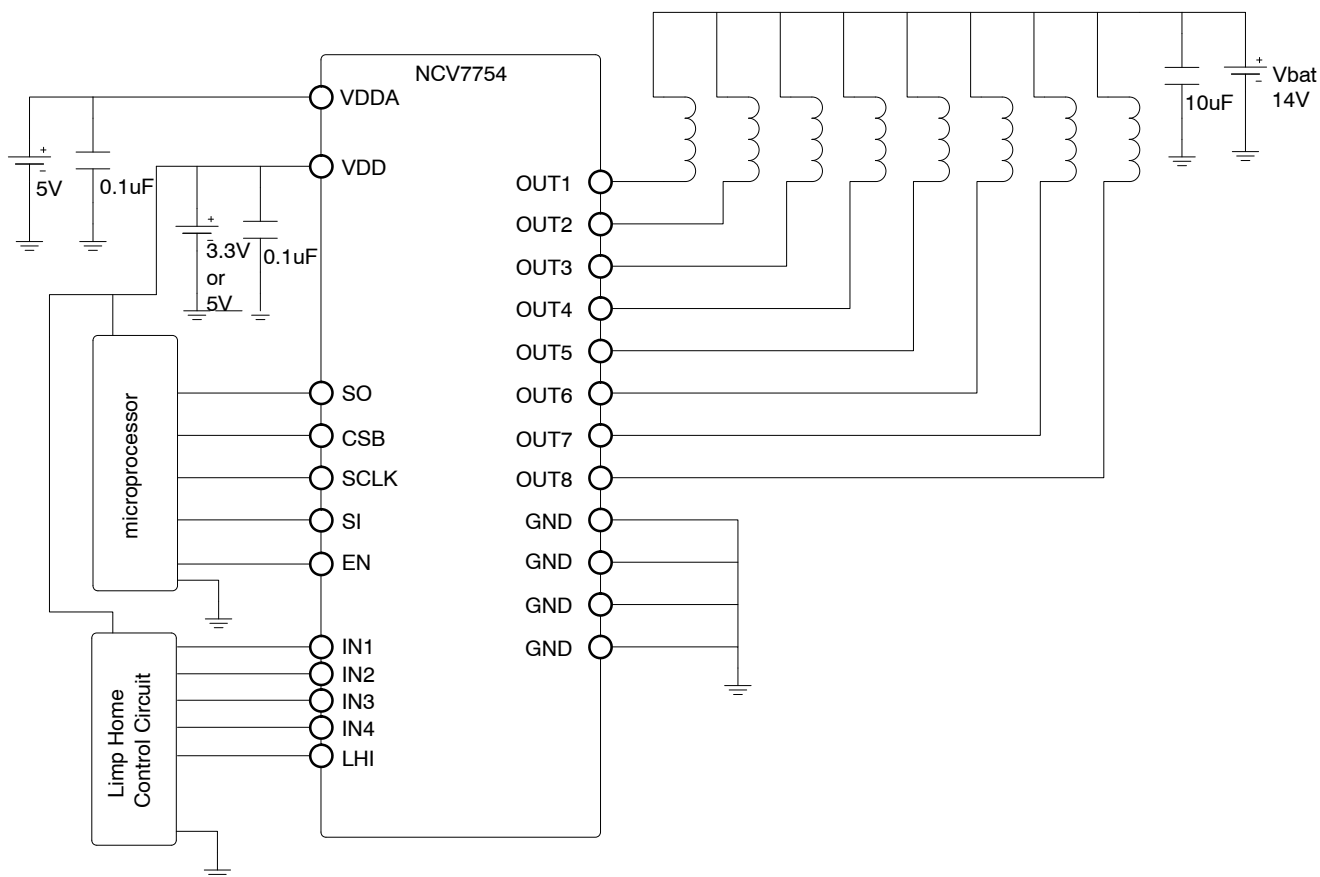 NCV7754
VDDA
VDD
5V
0.1uF
3.3V
or
5V
0.1uF
OUT1
OUT2
OUT3
OUT4
OUT5
OUT6
OUT7
OUT8
GND
GND
GND
GND
10uF
Vbat
14V
microprocessor
SO
CSB
SCLK
SI
EN
Limp Home
Control Circuit
IN1
IN2
IN3
IN4
LHI